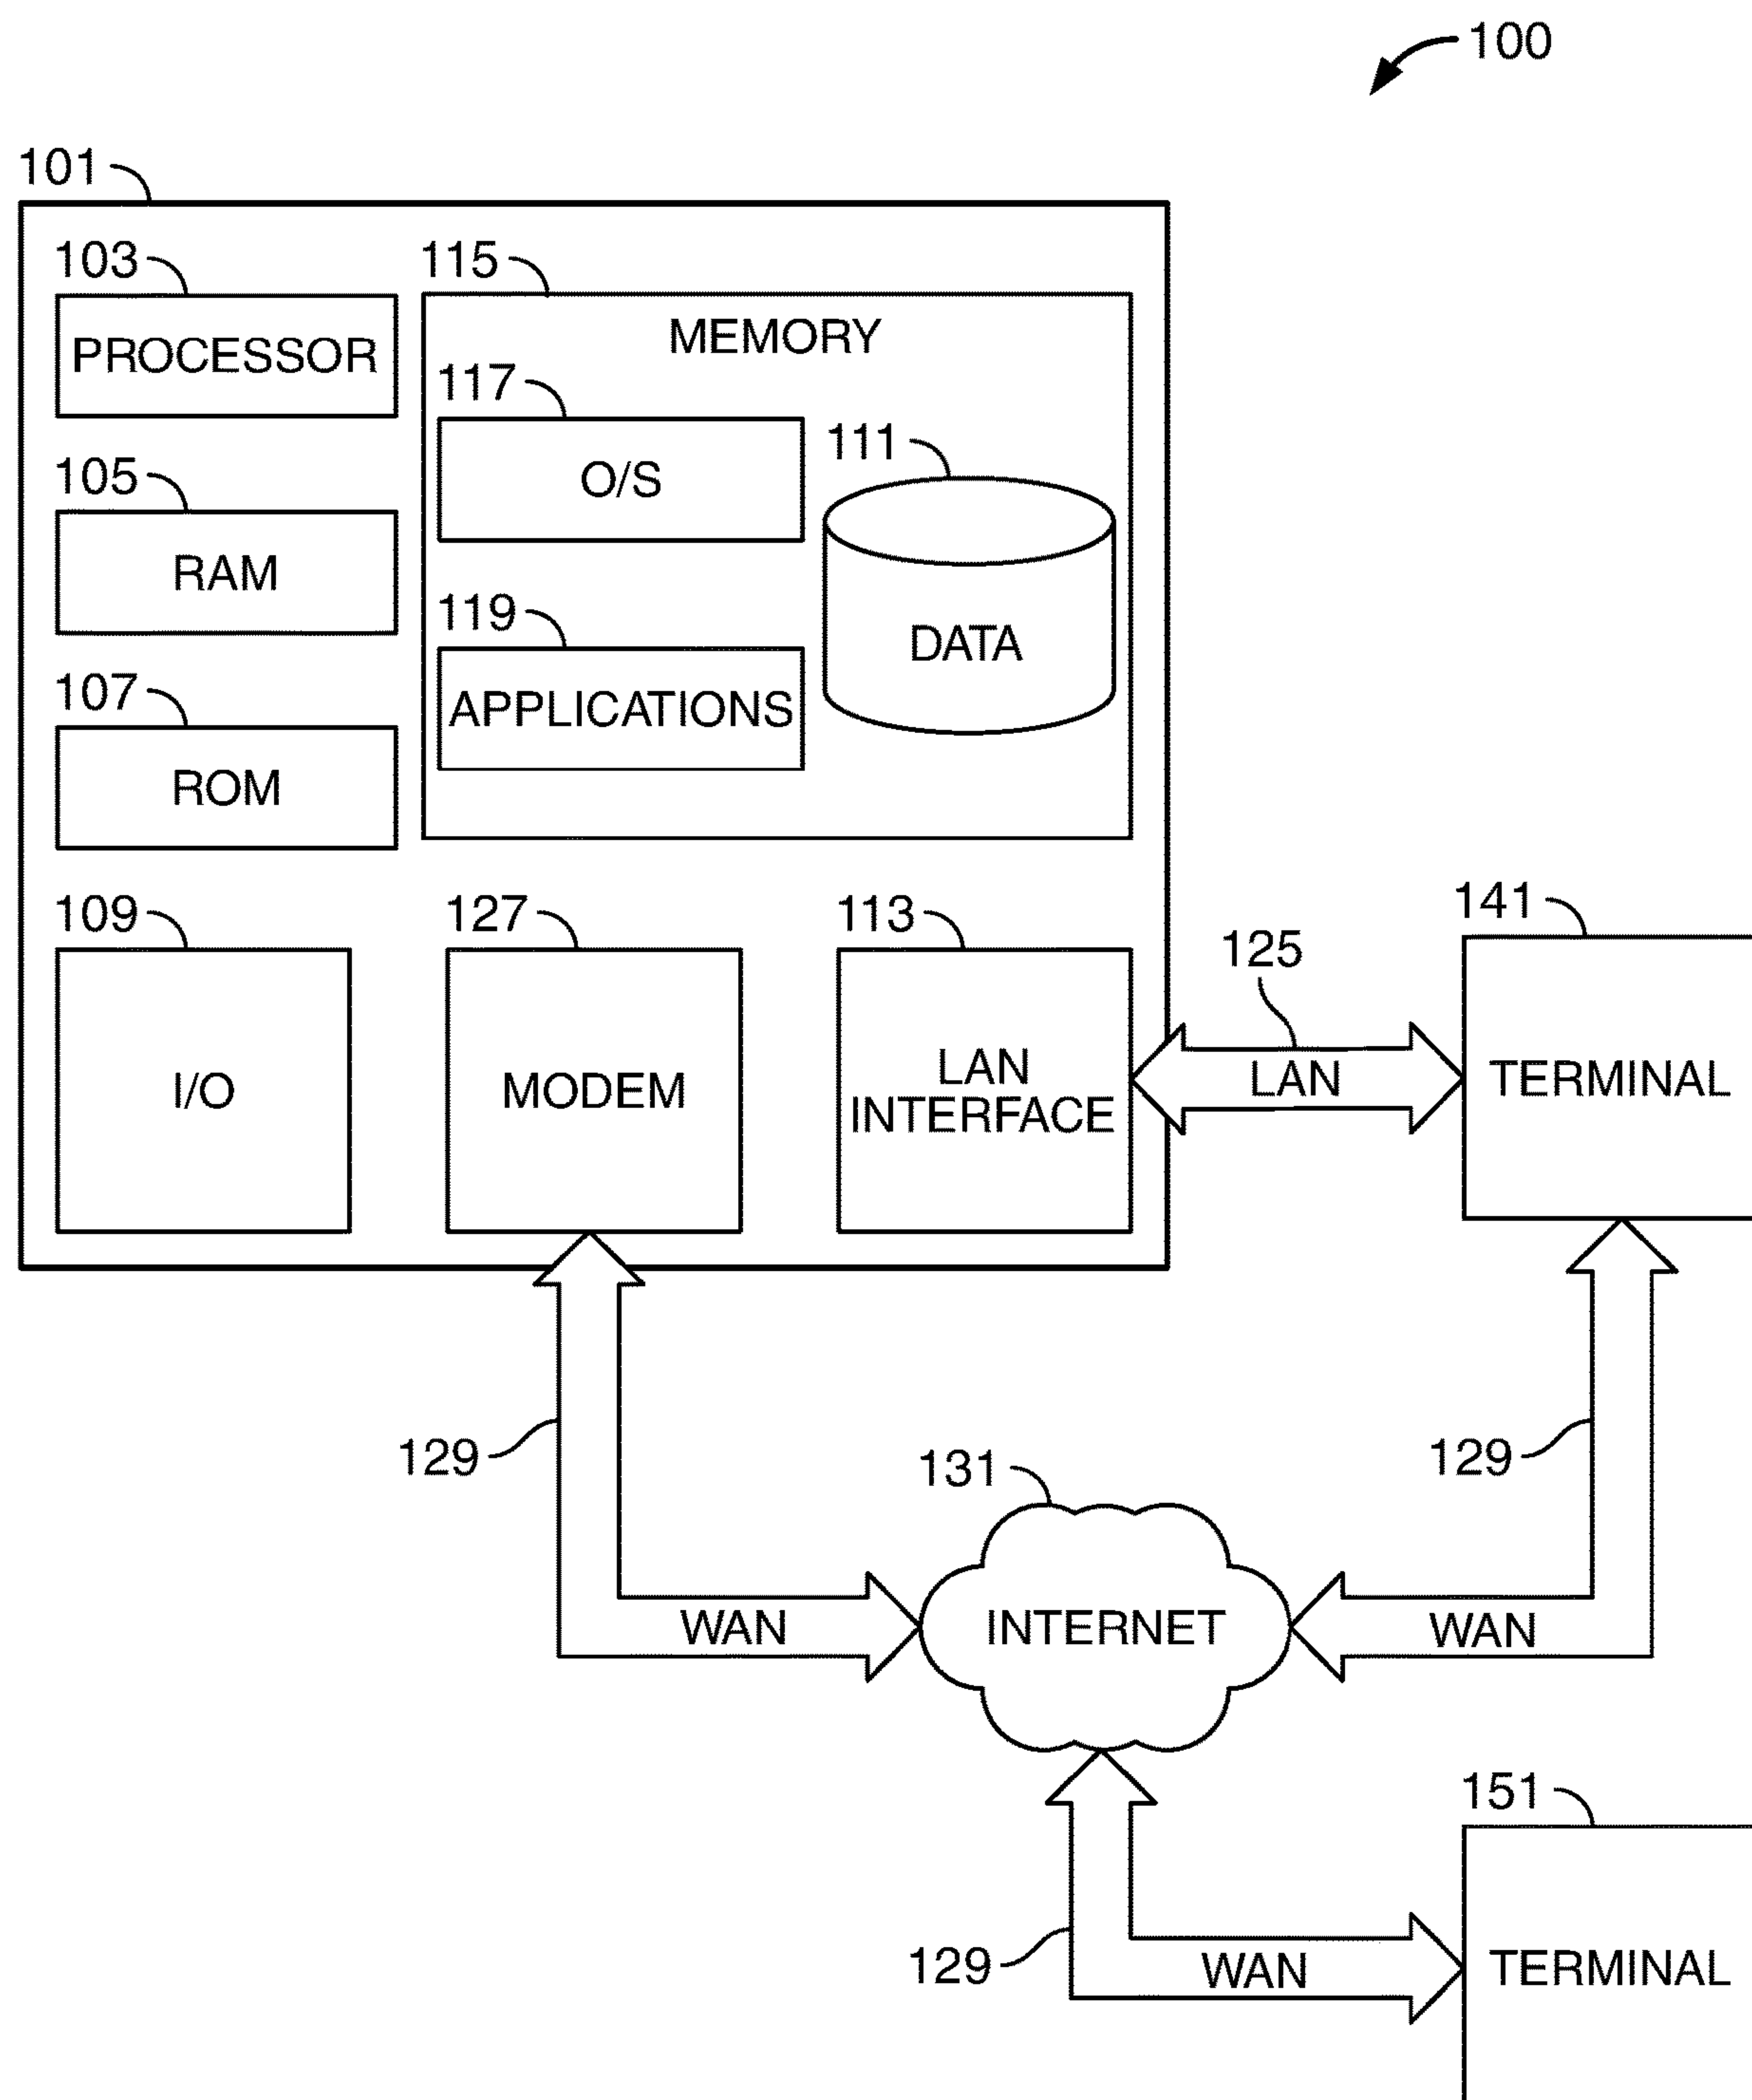 100
101
103
PROCESSOR
115
MEMORY
117
O/S
111
DATA
105
RAM
119
APPLICATIONS
107
ROM
109
I/O
127
MODEM
113
LAN
INTERFACE
125
LAN
141
TERMINAL
129
WAN
131
INTERNET
129
WAN
129
WAN
151
TERMINAL